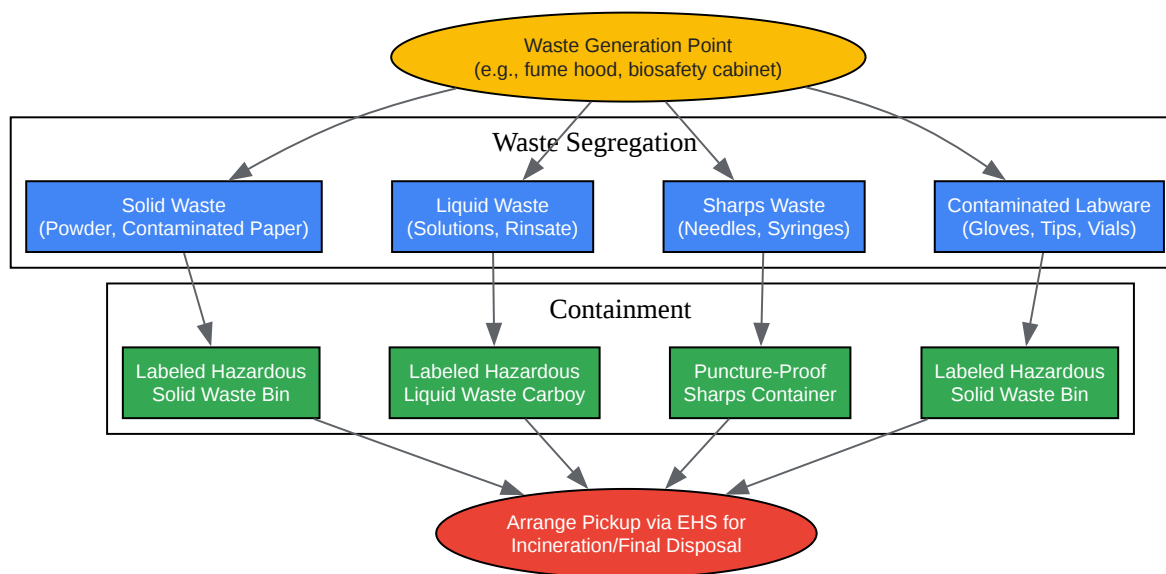 Waste Generation Point
(e.g., fume hood, biosafety cabinet)
Waste Segregation
Solid Waste
(Powder, Contaminated Paper)
Liquid Waste
(Solutions, Rinsate)
Sharps Waste
(Needles, Syringes)
Contaminated Labware
(Gloves, Tips, Vials)
Containment
Labeled Hazardous
Solid Waste Bin
Labeled Hazardous
Liquid Waste Carboy
Puncture-Proof
Sharps Container
Labeled Hazardous
Solid Waste Bin
Arrange Pickup via EHS for
Incineration/Final Disposal